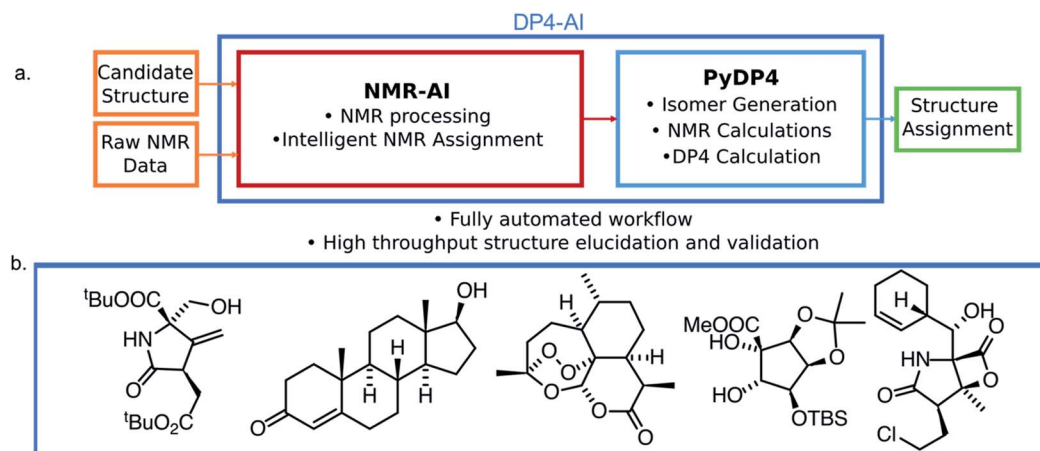 DP4-AI
a.
Candidate
Structure
Raw NMR
Data
NMR-AI
• NMR processing
•Intelligent NMR Assignment
PyDP4
• Isomer Generation
• NMR Calculations
•DP4 Calculation
Structure
Assignment
• Fully automated workflow
• High throughput structure elucidation and validation
b.
ᵗBuOOC
OH
HN
O
ᵗBuO₂C
OH
H
H
H
O
H
O
O
H
O
O
O
MeOOC
HO
O
O
HO
OTBS
H
OH
O
HN
O
O
Cl